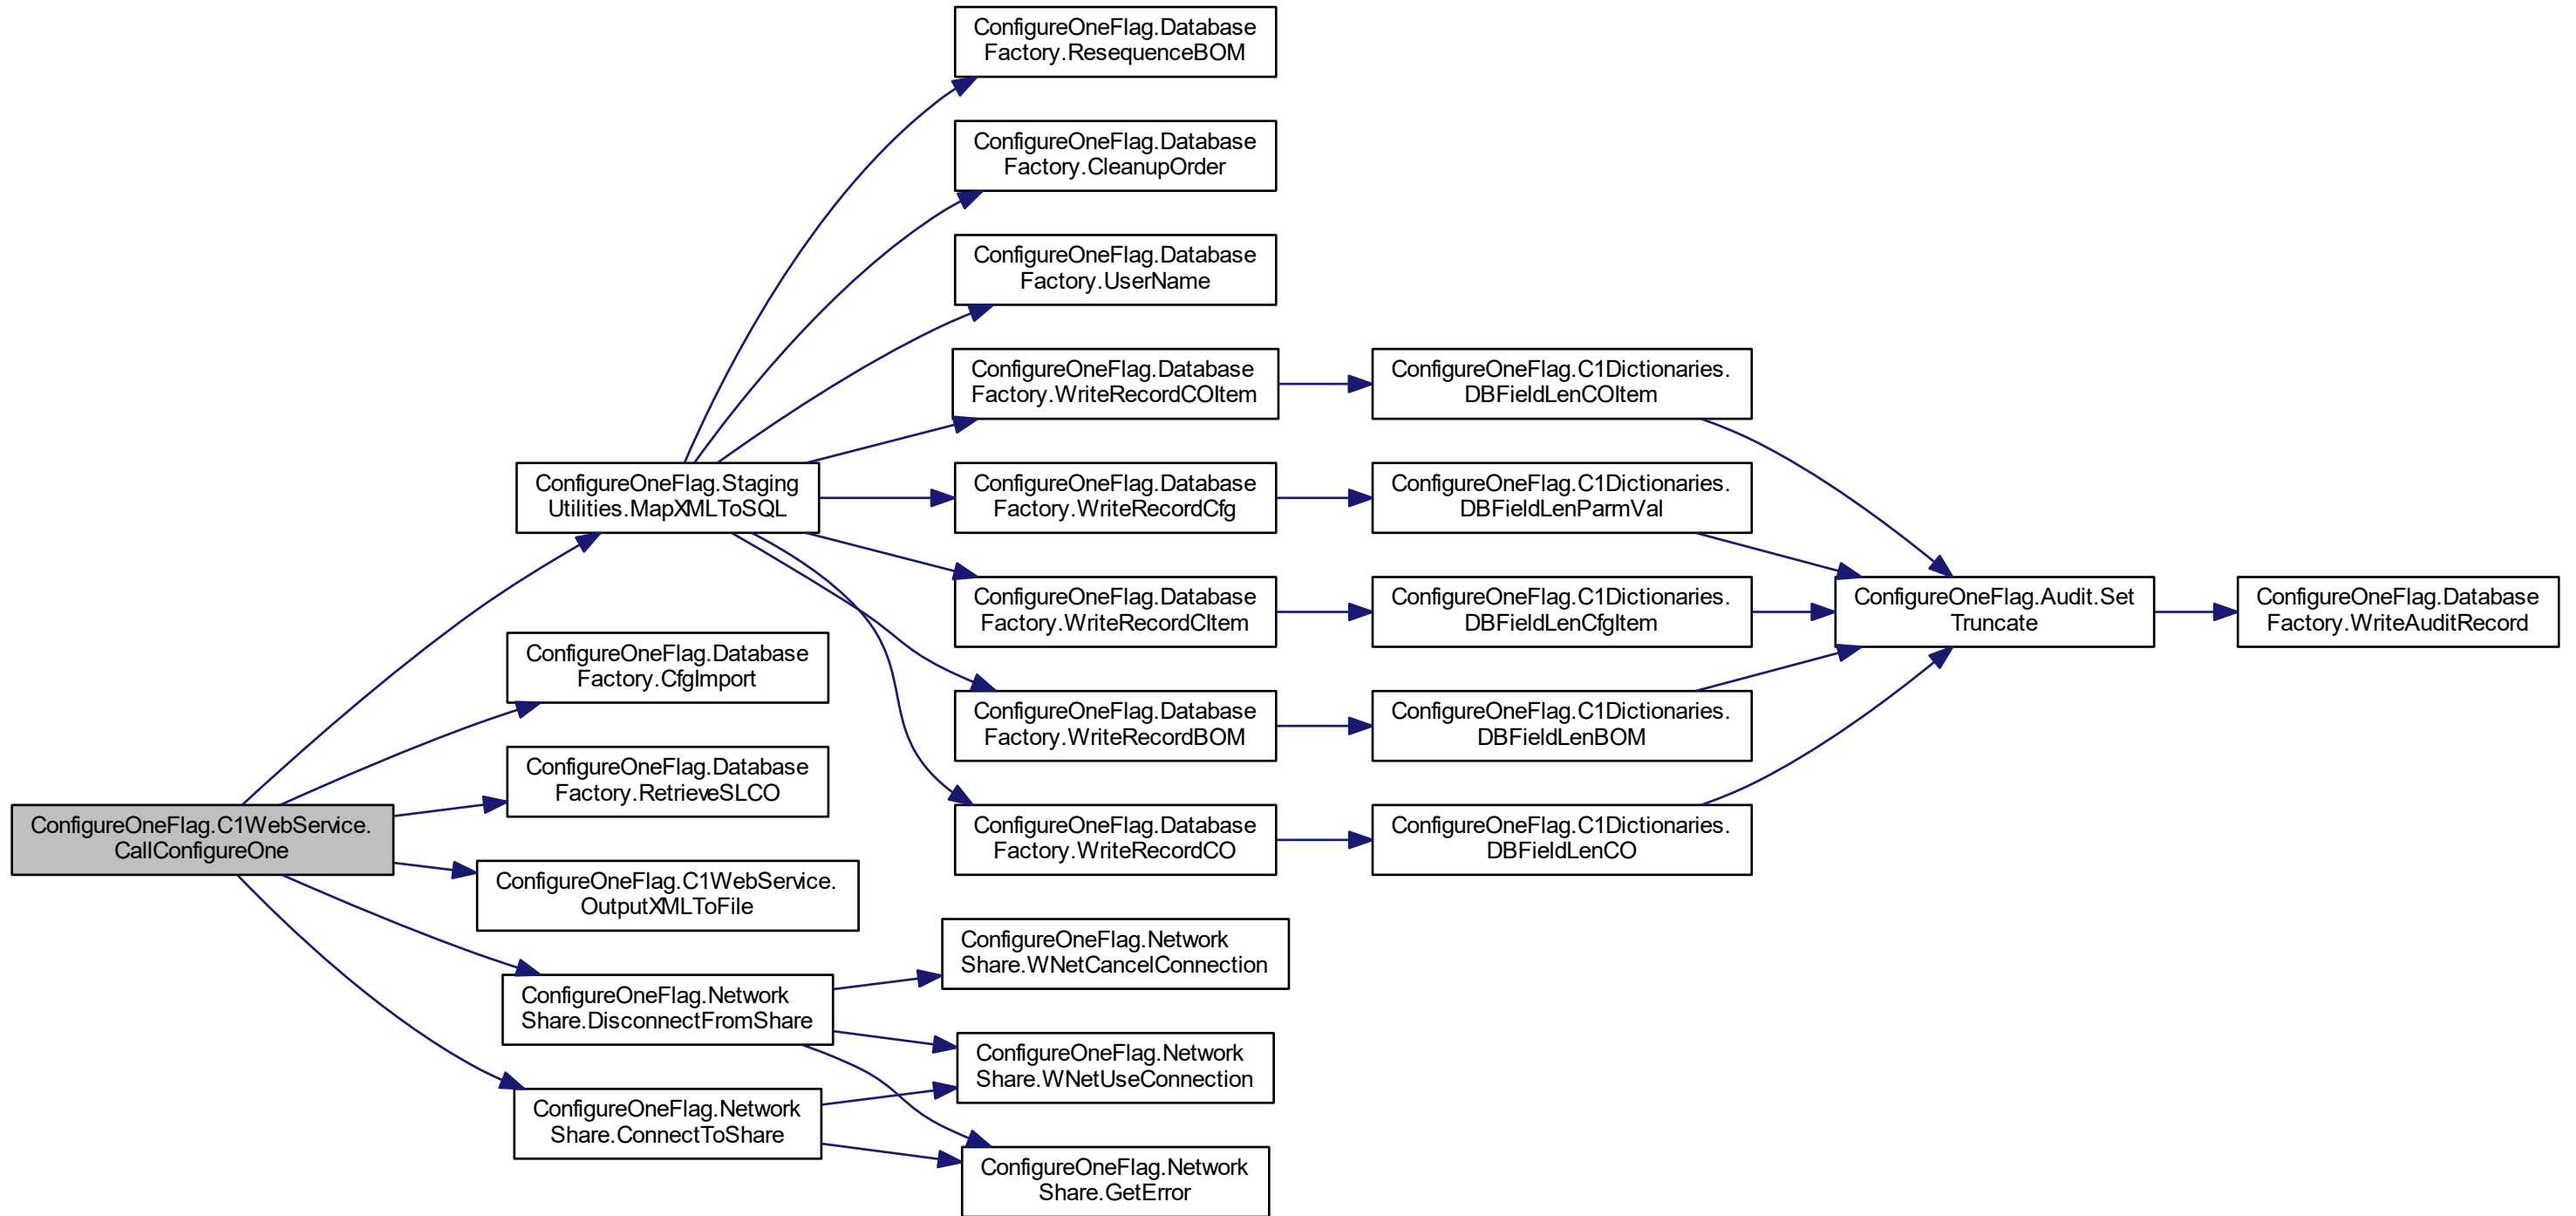 ConfigureOneFlag.Database
Factory.ResequenceBOM
ConfigureOneFlag.Database
Factory.CleanupOrder
ConfigureOneFlag.Database
Factory.UserName
ConfigureOneFlag.Database
Factory.WriteRecordCOItem
ConfigureOneFlag.C1Dictionaries.
DBFieldLenCOItem
ConfigureOneFlag.Staging
Utilities.MapXMLToSQL
ConfigureOneFlag.Database
Factory.WriteRecordCfg
ConfigureOneFlag.C1Dictionaries.
DBFieldLenParmVal
ConfigureOneFlag.Database
Factory.WriteRecordCItem
ConfigureOneFlag.C1Dictionaries.
DBFieldLenCfgItem
ConfigureOneFlag.Audit.Set
Truncate
ConfigureOneFlag.Database
Factory.WriteAuditRecord
ConfigureOneFlag.Database
Factory.CfgImport
ConfigureOneFlag.Database
Factory.WriteRecordBOM
ConfigureOneFlag.C1Dictionaries.
DBFieldLenBOM
ConfigureOneFlag.Database
Factory.RetrieveSLCO
ConfigureOneFlag.C1WebService.
CallConfigureOne
ConfigureOneFlag.Database
Factory.WriteRecordCO
ConfigureOneFlag.C1Dictionaries.
DBFieldLenCO
ConfigureOneFlag.C1WebService.
OutputXMLToFile
ConfigureOneFlag.Network
Share.WNetCancelConnection
ConfigureOneFlag.Network
Share.DisconnectFromShare
ConfigureOneFlag.Network
Share.WNetUseConnection
ConfigureOneFlag.Network
Share.ConnectToShare
ConfigureOneFlag.Network
Share.GetError